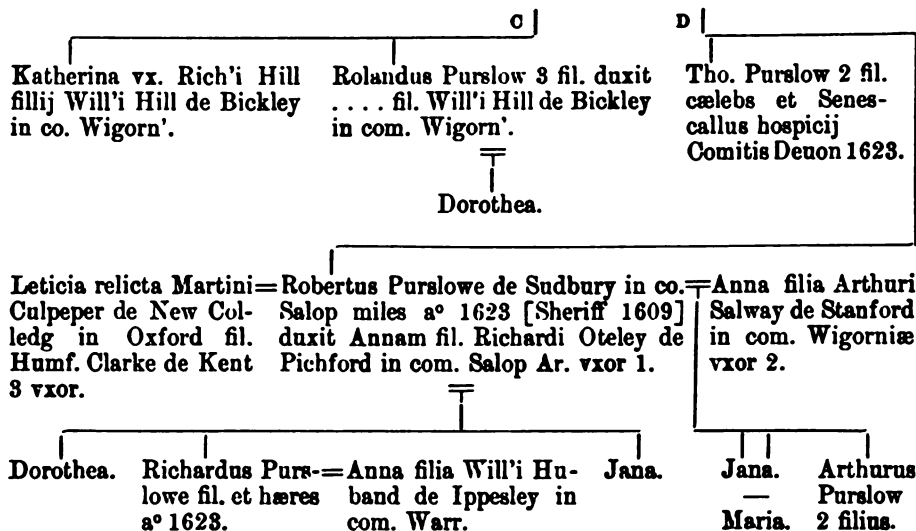 C
D
Katherina vx. Rich'i Hill
fillij Will'i Hill de Bickley
in co. Wigorn'.
Rolandus Purslow 3 fil. duxit
.... fil. Will'i Hill de Bickley
in com. Wigorn'.
Tho. Purslow 2 fil.
cælebs et Senes-
callus hospicij
Comitis Deuon 1623.
Dorothea.
Leticia relicta Martini
Culpeper de New Col-
ledg in Oxford fil.
Humf. Clarke de Kent
3 vxor.
=Robertus Purslowe de Sudbury in co.
Salop miles aº 1623 [Sheriff 1609]
duxit Annam fil. Richardi Oteley de
Pichford in com. Salop Ar. vxor 1.
=Anna filia Arthuri
Salway de Stanford
in com. Wigorniæ
vxor 2.
Dorothea.
Richardus Purs-
lowe fil. et hæres
aº 1623.
=Anna filia Will'i Hu-
band de Ippesley in
com. Warr.
Jana.
Jana.
—
Maria.
Arthurus
Purslow
2 filius.